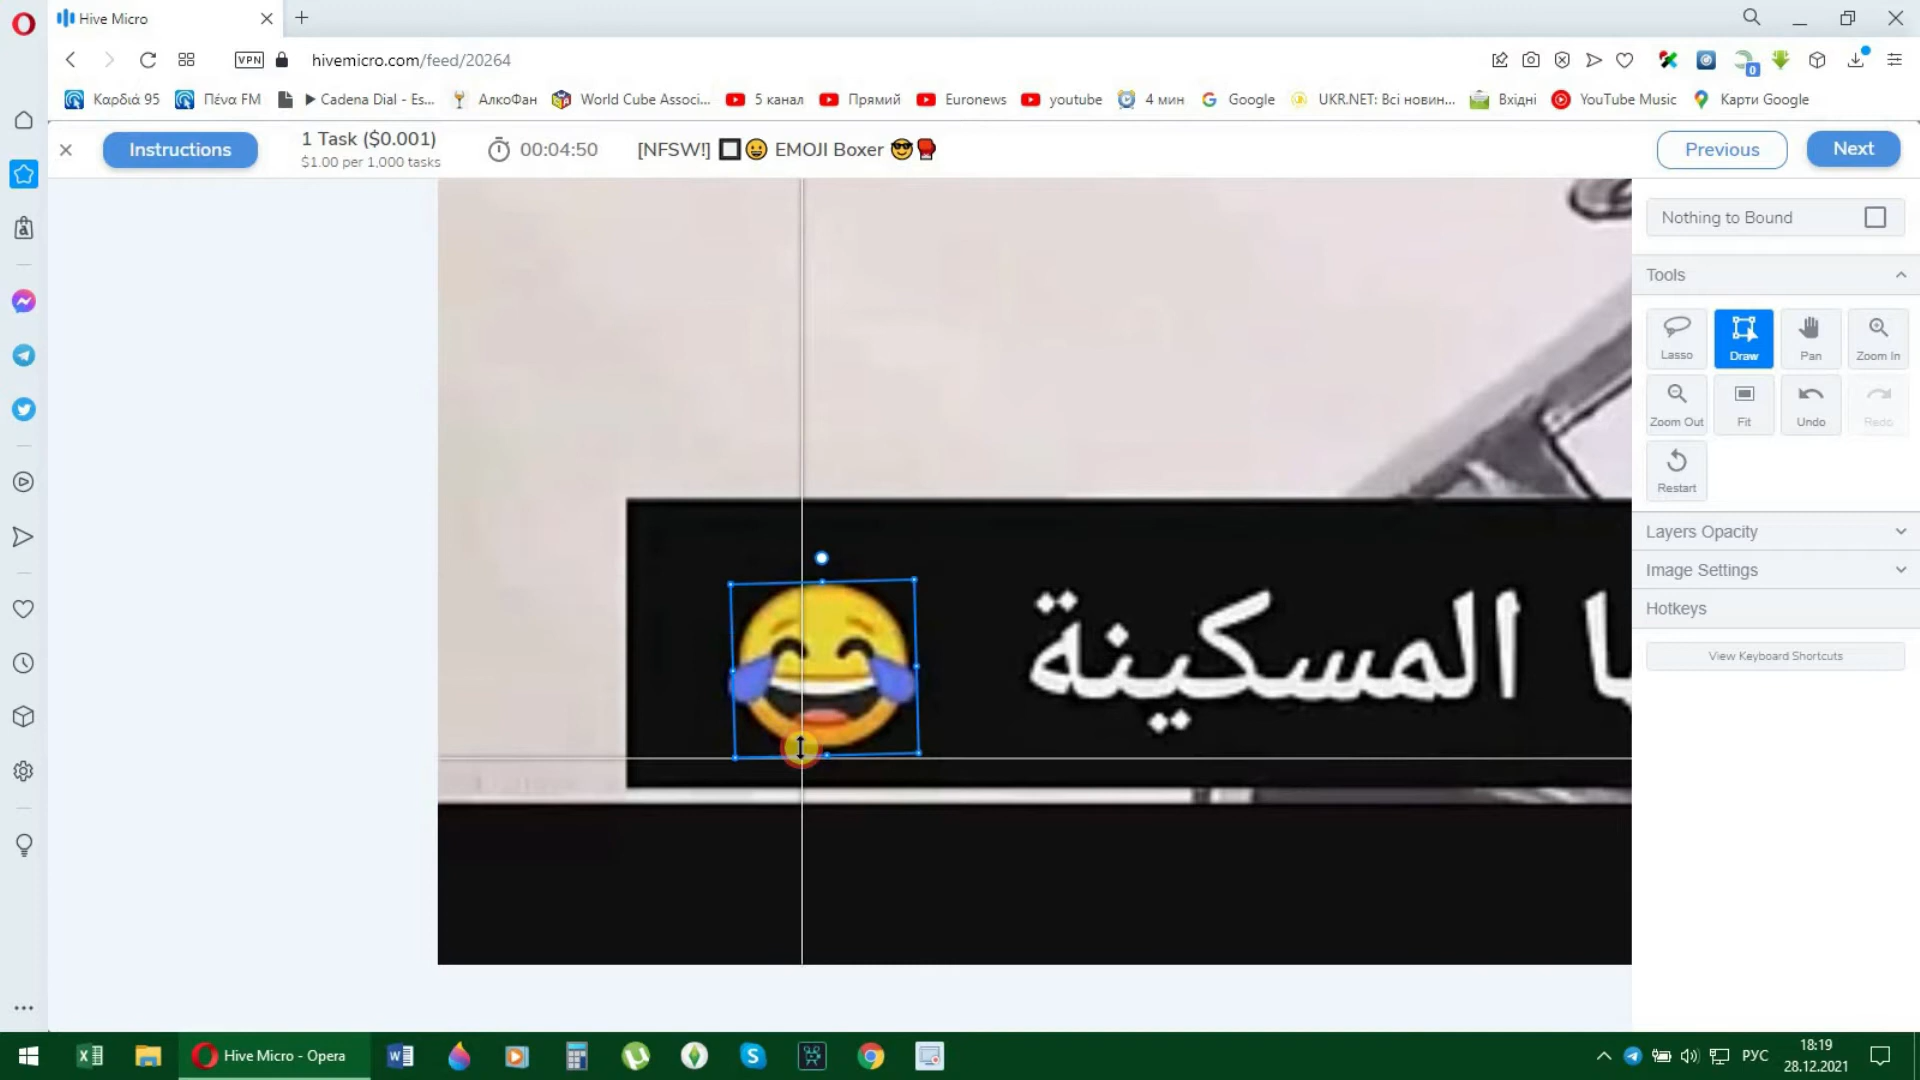 Hive Micro
VPN
hivemicro.com/feed/20264
0
Καρδιά 95
Πένα FM
Cadena Dial - Es...
АлкоФан
World Cube Associ...
5 канал
Прямий
Euronews
youtube
4 мин
Google
UKR.NET: Всі новин...
Вхідні
YouTube Music
Карти Google
Instructions
1 Task ($0.001)
$1.00 per 1,000 tasks
00:04:50
[NFSW!] 🔲😀 EMOJI Boxer 😎🥊
Previous
Next
Nothing to Bound
Tools
Lasso
Draw
Pan
Zoom In
Zoom Out
Fit
Undo
Redo
Restart
Layers Opacity
Image Settings
Hotkeys
View Keyboard Shortcuts
المسكينة 😂
Hive Micro - Opera
РУС
18:19
28.12.2021